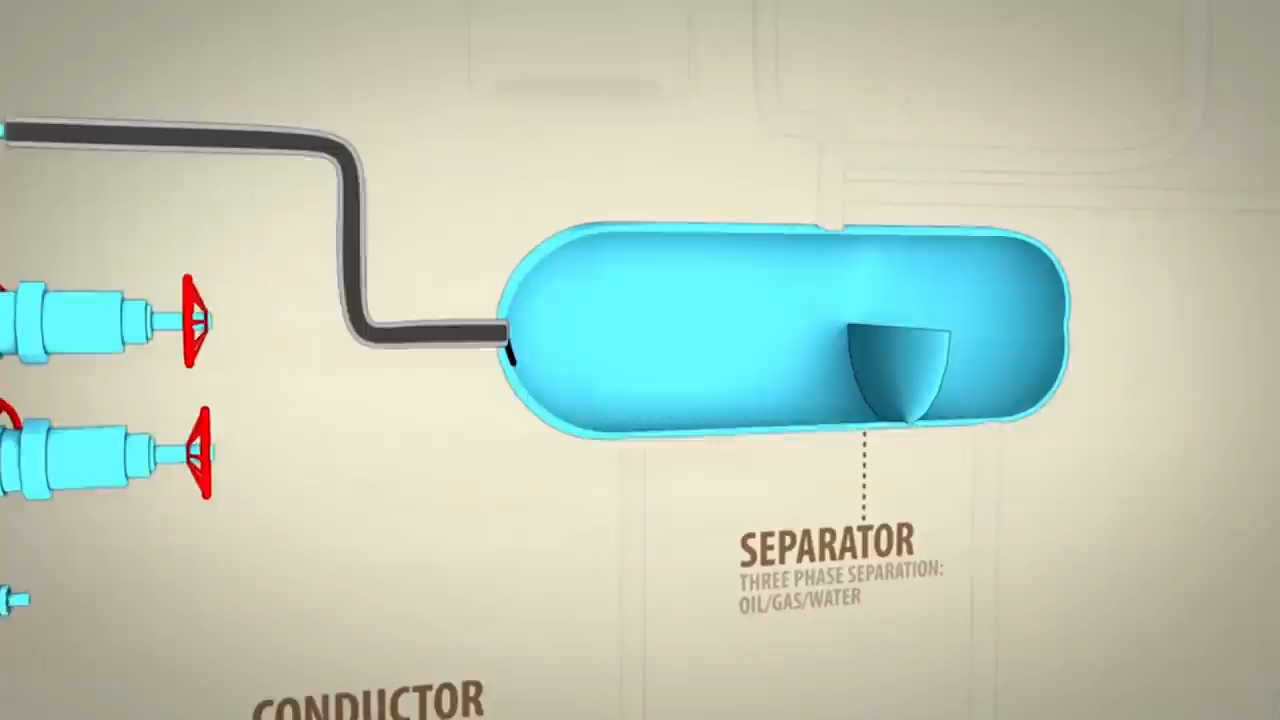 SEPARATOR
THREE PHASE SEPARATION:
OIL/GAS/WATER
CONDUCTOR